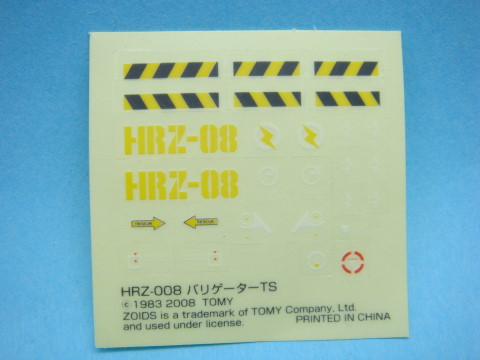 HRZ-08
HRZ-08
RESCUE RESCUE
HRZ-008 バリゲーターTS
© 1983 2008 TOMY
ZOIDS is a trademark of TOMY Company, Ltd.
and used under license. PRINTED IN CHINA